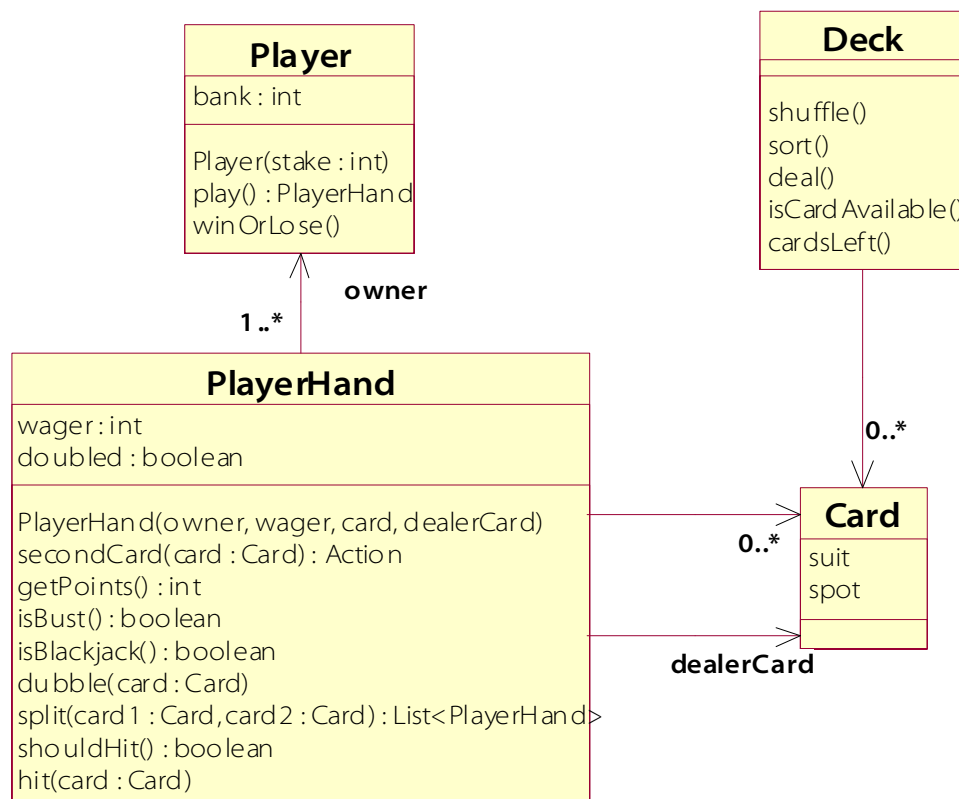 Player
bank : int
Player(stake : int)
play() : PlayerHand
winOrLose()
Deck
shuffle()
sort()
deal()
isCardAvailable()
cardsLeft()
owner
1..*
PlayerHand
wager : int
doubled : boolean
PlayerHand(owner, wager, card, dealerCard)
secondCard(card : Card) : Action
getPoints() : int
isBust() : boolean
isBlackjack() : boolean
dubble(card : Card)
split(card1 : Card, card2 : Card) : List<PlayerHand>
shouldHit() : boolean
hit(card : Card)
0..*
Card
suit
spot
0..*
dealerCard